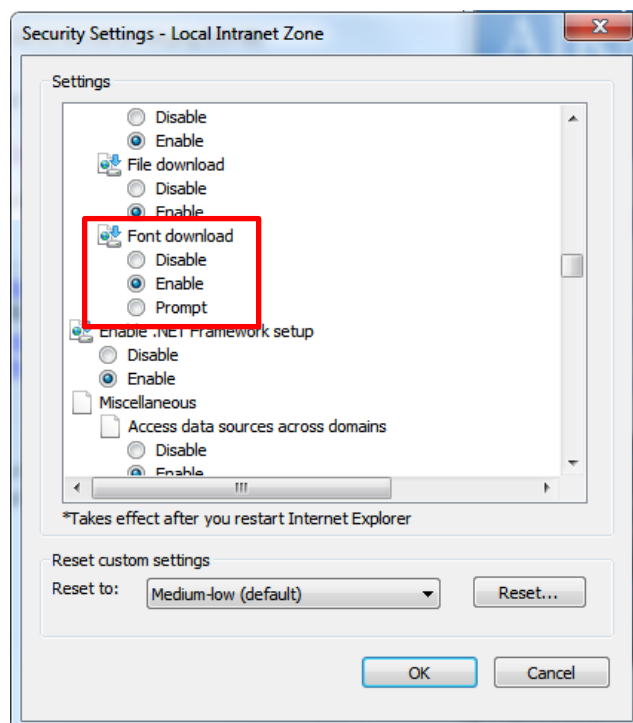 Security Settings - Local Intranet Zone
Settings
Disable
Enable
File download
Disable
Enable
Font download
Disable
Enable
Prompt
Enable .NET Framework setup
Disable
Enable
Miscellaneous
Access data sources across domains
Disable
Enable
*Takes effect after you restart Internet Explorer
Reset custom settings
Reset to: Medium-low (default) Reset...
OK Cancel